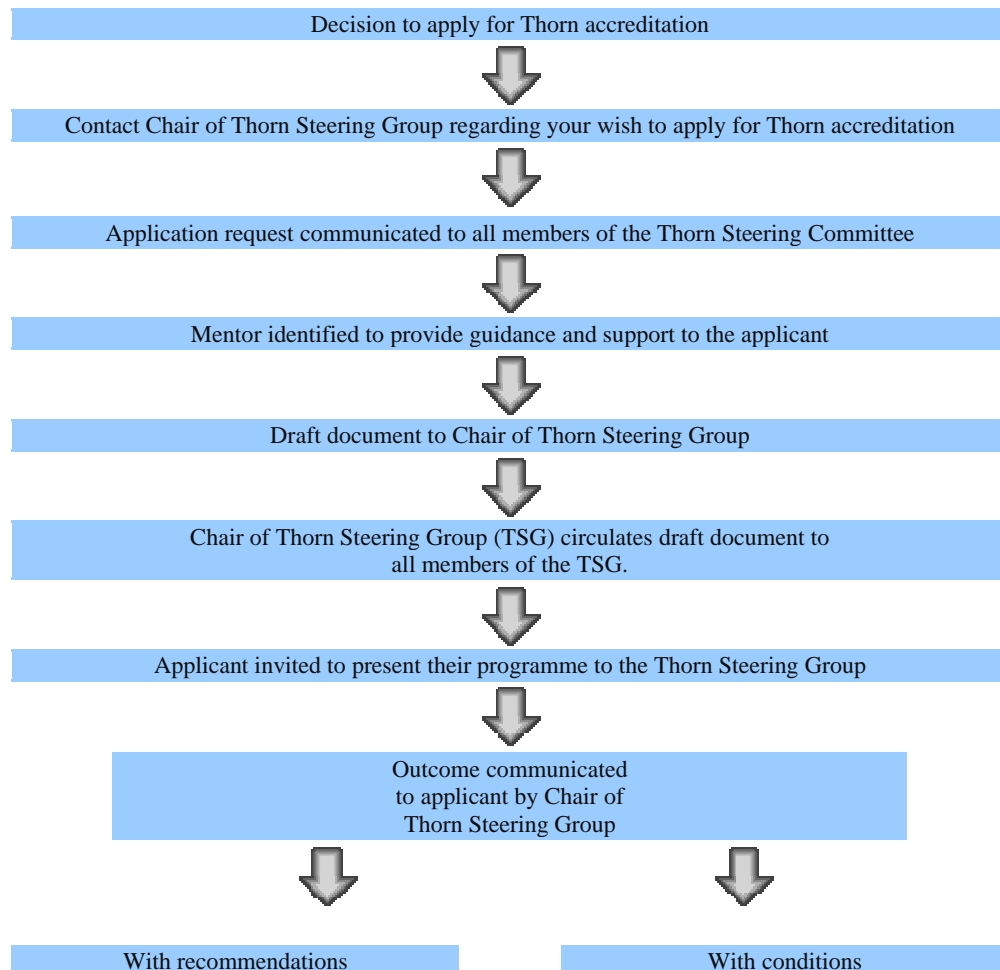 Decision to apply for Thorn accreditation
Contact Chair of Thorn Steering Group regarding your wish to apply for Thorn accreditation
Application request communicated to all members of the Thorn Steering Committee
Mentor identified to provide guidance and support to the applicant
Draft document to Chair of Thorn Steering Group
Chair of Thorn Steering Group (TSG) circulates draft document to
all members of the TSG.
Applicant invited to present their programme to the Thorn Steering Group
Outcome communicated
to applicant by Chair of
Thorn Steering Group
With recommendations
With conditions